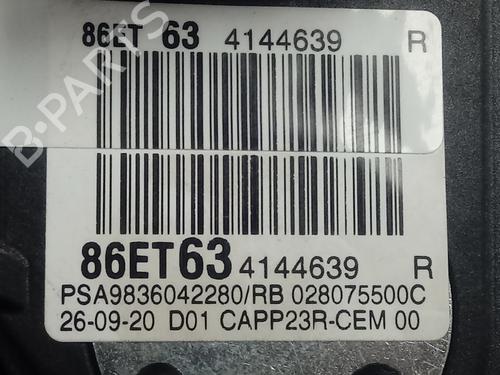 86ET 63 4144639 R
86ET63 4144639 R
PSA9836042280/RB 028075500C
26-09-20 D01 CAPP23R-CEM 00
B-PARTS